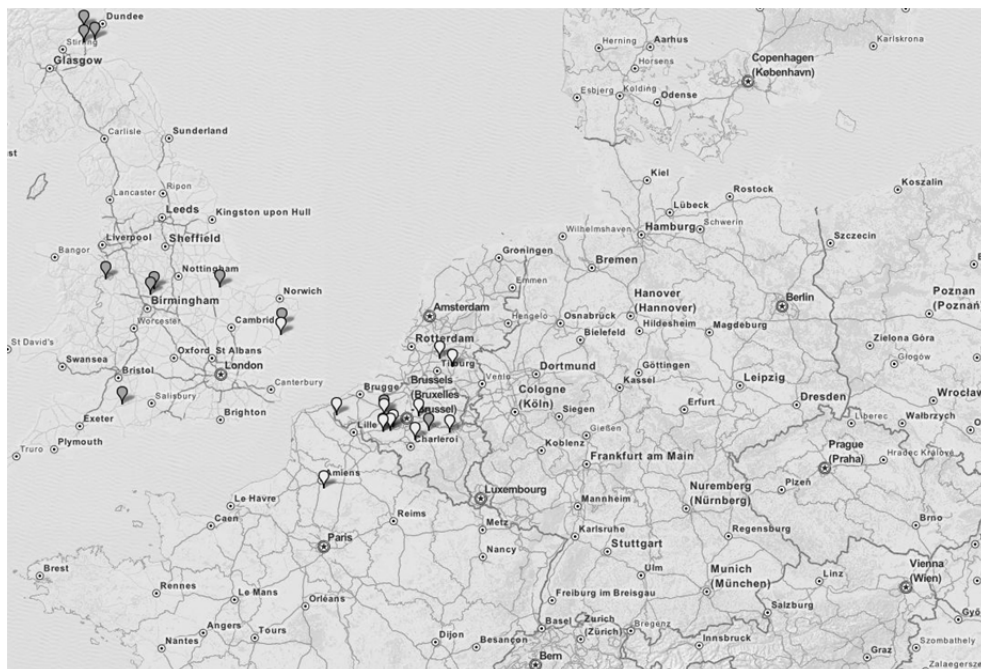 Dundee
Stirling
Glasgow
Carlisle
Sunderland
Lancaster
Ripon
Leeds
Kingston upon Hull
Liverpool
Sheffield
Bangor
Nottingham
Norwich
Birmingham
Worcester
Cambrid
St David's
Oxford
St Albans
Swansea
London
Bristol
Canterbury
Salisbury
Brighton
Exeter
Plymouth
Truro
Herning
Aarhus
Karlskrona
Horsens
Copenhagen
(København)
Esbjerg
Kolding
Odense
Kiel
Rostock
Koszalin
Lübeck
Schwerin
Wilhelmshaven
Hamburg
Szczecin
Groningen
Bremen
Emmen
Poznan
(Poznań)
Amsterdam
Hanover
(Hannover)
Berlin
Hengelo
Osnabrück
Hildesheim
Magdeburg
Bielefeld
Zielona Góra
Rotterdam
Tilburg
Głogów
Dortmund
Göttingen
Venlo
Kassel
Leipzig
Brugge
Brussels
(Bruxelles
Brussel)
Cologne
(Köln)
Siegen
Erfurt
Dresden
Wrocław
Liberec
Wałbrzych
Lille
Charleroi
Gießen
Koblenz
Frankfurt am Main
Prague
(Praha)
Hradec Králové
Amiens
Plzeň
Luxembourg
Nuremberg
(Nürnberg)
Mannheim
Le Havre
Caen
Reims
Metz
Karlsruhe
Regensburg
Brno
Paris
Nancy
Stuttgart
Brest
Ulm
Munich
(München)
Linz
Vienna
(Wien)
Rennes
Le Mans
Orléans
Freiburg im Breisgau
Salzburg
Győ
Angers
Tours
Dijon
Besançon
Basel
Zurich
(Zürich)
Bregenz
Innsbruck
Szombathely
Nantes
Bern
Graz
Zalaegersze